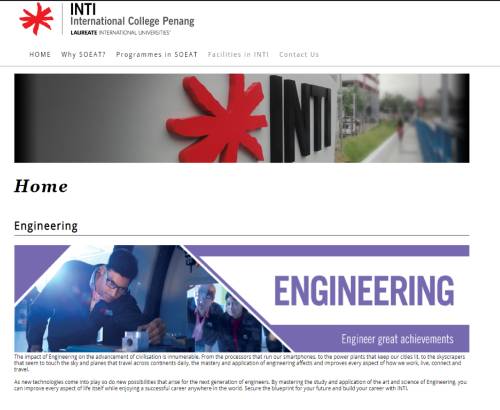 INTI
International College Penang
LAUREATE INTERNATIONAL UNIVERSITIES
HOME Why SOEAT? Programmes in SOEAT Facilities in INTI Contact Us
INTI
Home
Engineering
ENGINEERING
Engineer great achievements
The impact of Engineering on the advancement of civilisation is innumerable. From the processors that run our smartphones, to the power plants that keep our cities lit, to the skyscrapers
that seem to touch the sky and planes that travel across continents daily, the mastery and application of engineering affects and improves every aspect of how we work, live, connect and
travel.
As new technologies come into play so do new possibilities that arise for the next generation of engineers. By mastering the study and application of the art and science of Engineering, you
can improve every aspect of life itself while enjoying a successful career anywhere in the world. Secure the blueprint for your future and build your career with INTI.